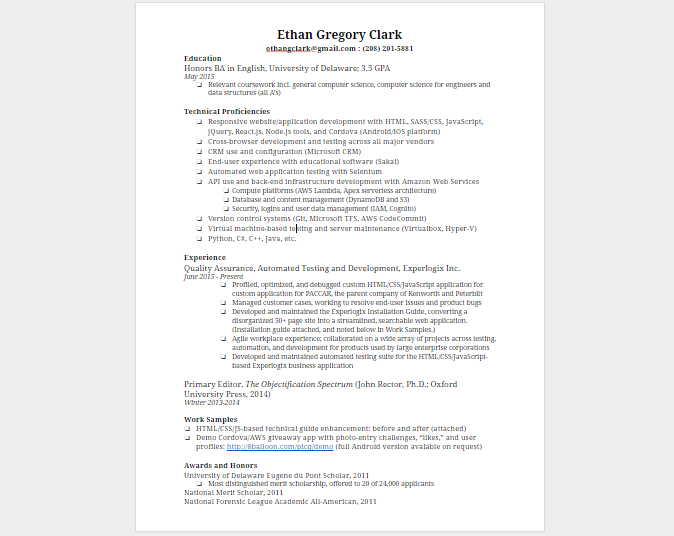 Ethan Gregory Clark
ethangclark@gmail.com : (208) 201-5881
Education
Honors BA in English, University of Delaware; 3.5 GPA
May 2015
❏ Relevant coursework incl. general computer science, computer science for engineers and
data structures (all A's)
Technical Proficiencies
❏ Responsive website/application development with HTML, SASS/CSS, JavaScript,
jQuery, React.js, Node.js tools, and Cordova (Android/iOS platform)
❏ Cross-browser development and testing across all major vendors
❏ CRM use and configuration (Microsoft CRM)
❏ End-user experience with educational software (Sakai)
❏ Automated web application testing with Selenium
❏ API use and back-end infrastructure development with Amazon Web Services
❏ Compute platforms (AWS Lambda, Apex serverless architecture)
❏ Database and content management (DynamoDB and S3)
❏ Security, logins and user data management (IAM, Cognito)
❏ Version control systems (Git, Microsoft TFS, AWS CodeCommit)
❏ Virtual machine-based testing and server maintenance (Virtualbox, Hyper-V)
❏ Python, C#, C++, Java, etc.
Experience
Quality Assurance, Automated Testing and Development, Experlogix Inc.
June 2015 - Present
❏ Profiled, optimized, and debugged custom HTML/CSS/JavaScript application for
custom application for PACCAR, the parent company of Kenworth and Peterbilt
❏ Managed customer cases, working to resolve end-user issues and product bugs
❏ Developed and maintained the Experlogix Installation Guide, converting a
disorganized 50+ page site into a streamlined, searchable web application.
(Installation guide attached, and noted below in Work Samples.)
❏ Agile workplace experience; collaborated on a wide array of projects across testing,
automation, and development for products used by large enterprise corporations
❏ Developed and maintained automated testing suite for the HTML/CSS/JavaScript-
based Experlogix business application
Primary Editor, The Objectification Spectrum (John Rector, Ph.D.; Oxford
University Press, 2014)
Winter 2013-2014
Work Samples
❏ HTML/CSS/JS-based technical guide enhancement: before and after (attached)
❏ Demo Cordova/AWS giveaway app with photo-entry challenges, "likes," and user
profiles: http://8balloon.com/picq/demo (full Android version available on request)
Awards and Honors
University of Delaware Eugene du Pont Scholar, 2011
❏ Most distinguished merit scholarship, offered to 20 of 24,000 applicants
National Merit Scholar, 2011
National Forensic League Academic All-American, 2011